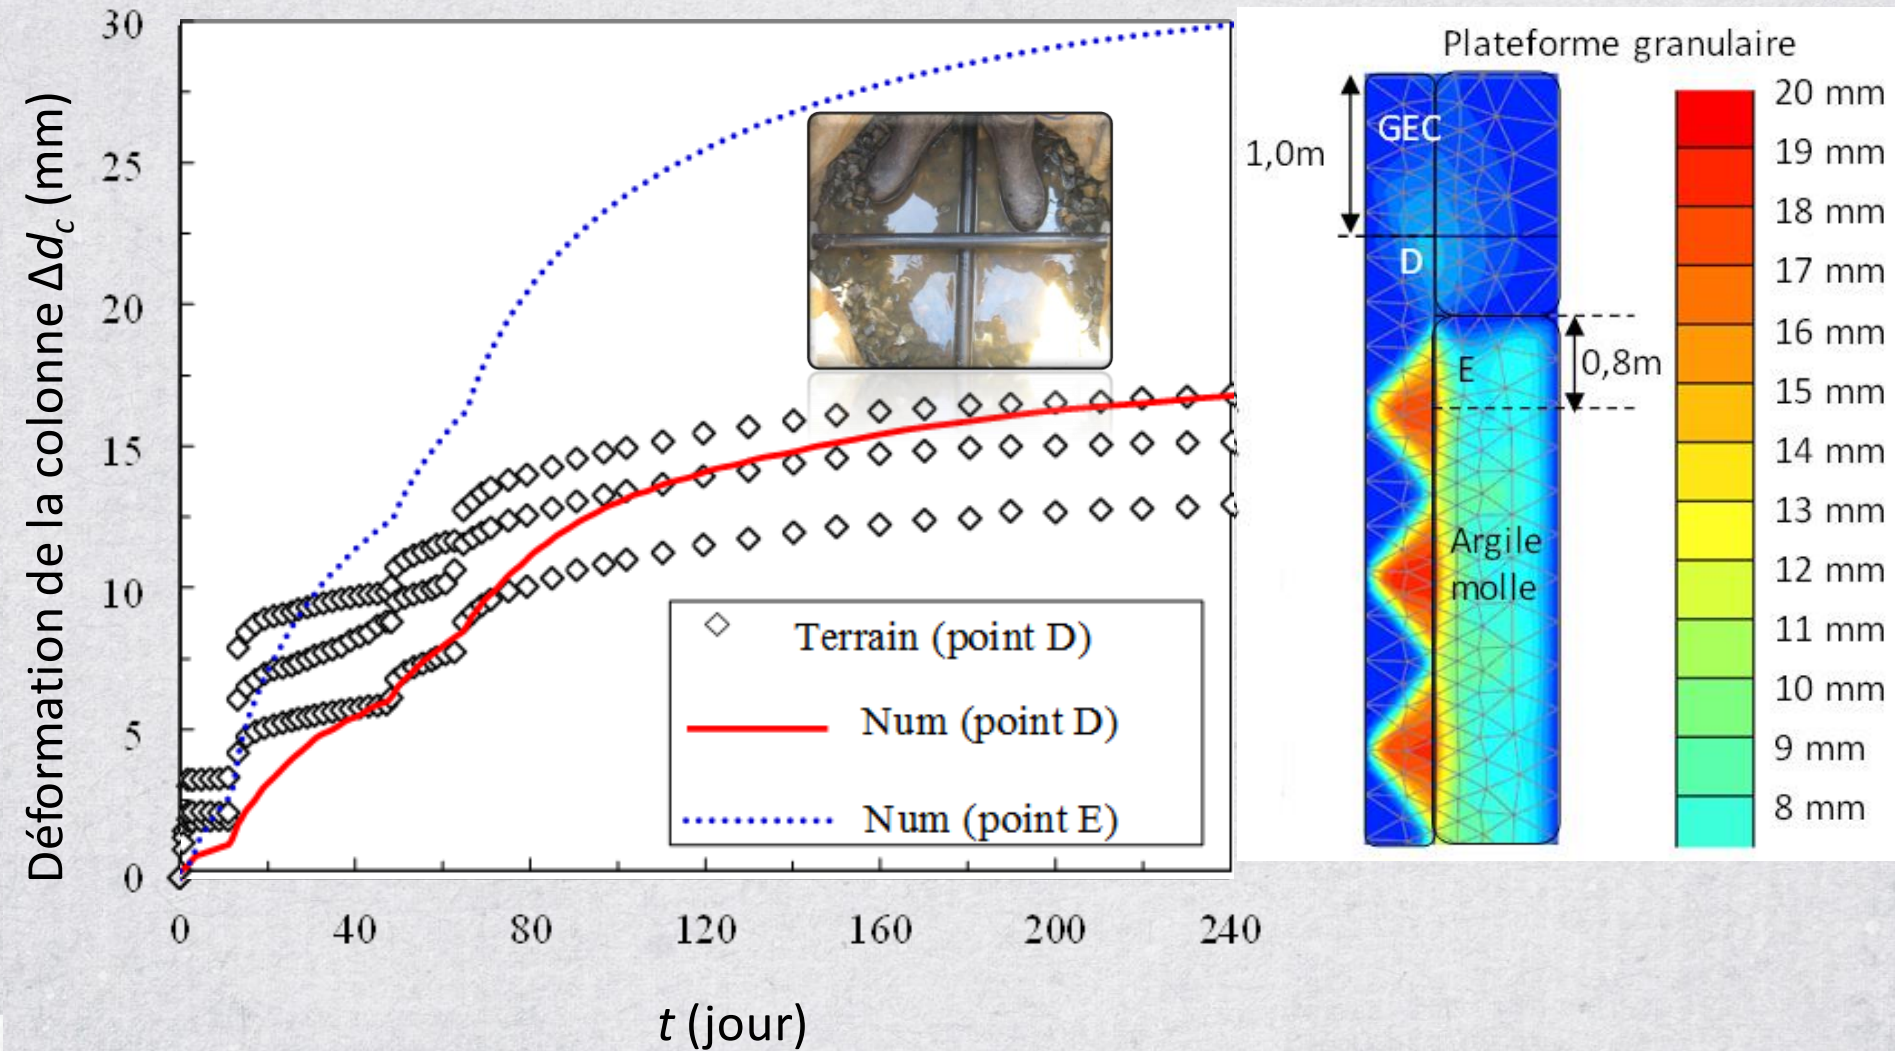 Déformation de la colonne Δd_c (mm)
30
25
20
15
10
5
0
0 40 80 120 160 200 240
t (jour)
Terrain (point D)
Num (point D)
Num (point E)
Plateforme granulaire
GEC
1,0m
D
E
0,8m
Argile
molle
20 mm
19 mm
18 mm
17 mm
16 mm
15 mm
14 mm
13 mm
12 mm
11 mm
10 mm
9 mm
8 mm